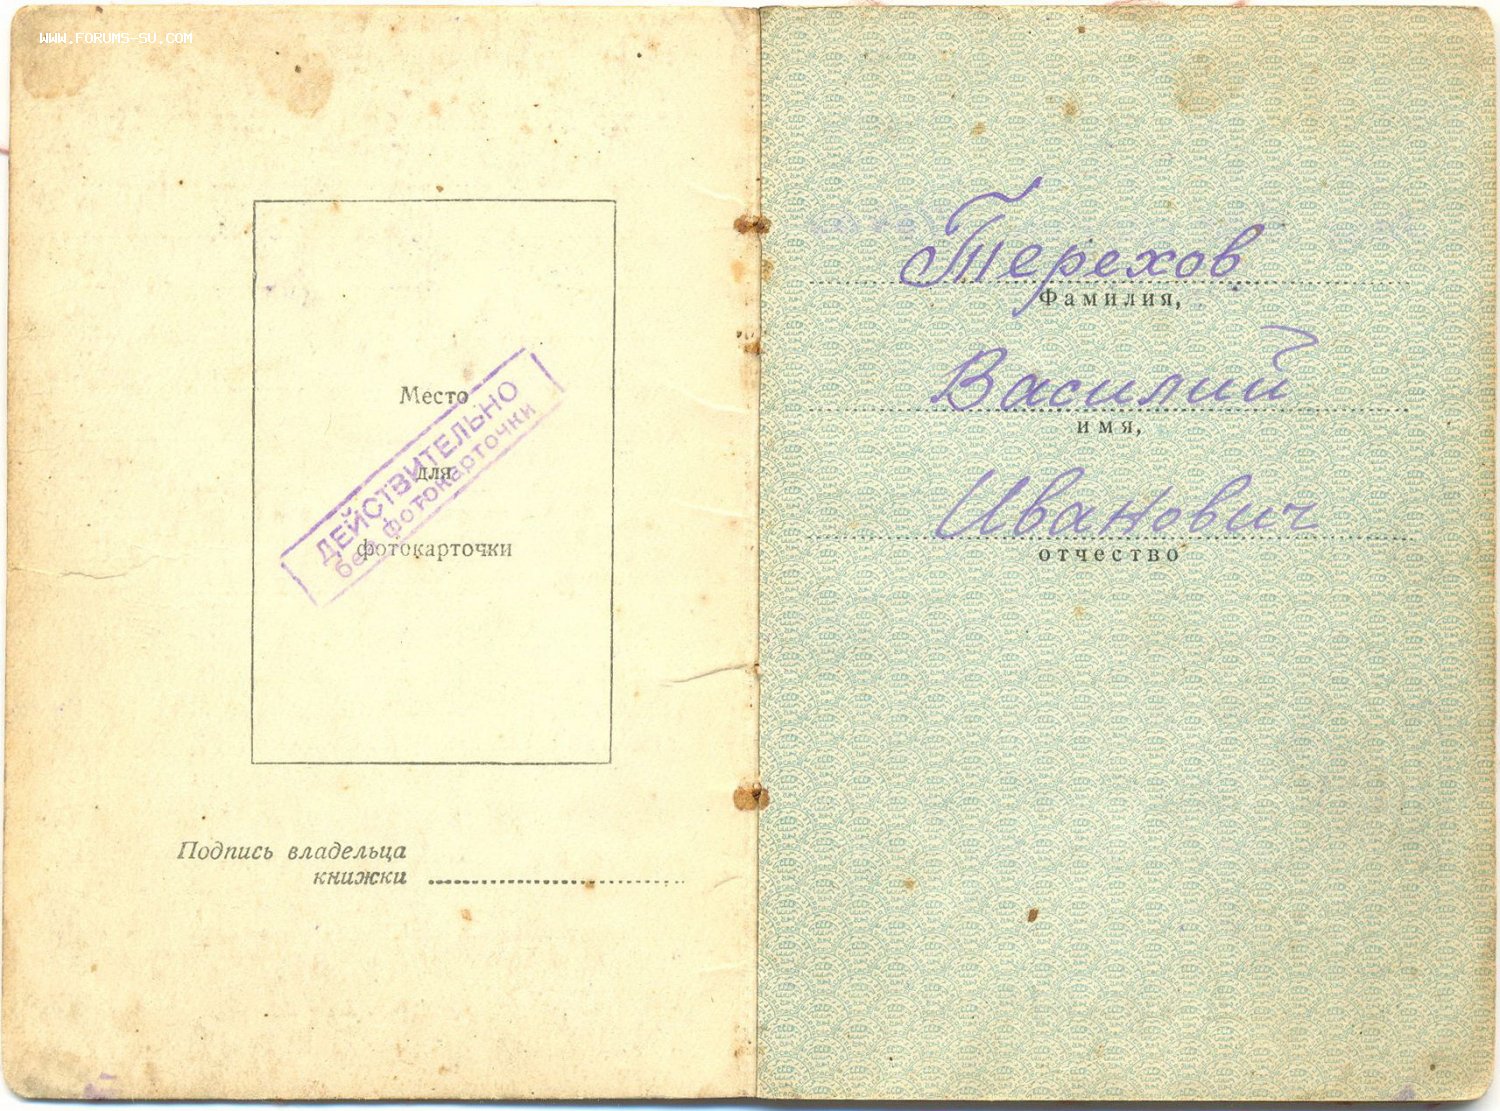 WWW.FORUMS-SU.COM
Место
для
фотокарточки
ДЕЙСТВИТЕЛЬНО
без фотокарточки
Подпись владельца
книжки
Терехов
Фамилия,
Василий
имя,
Иванович
отчество